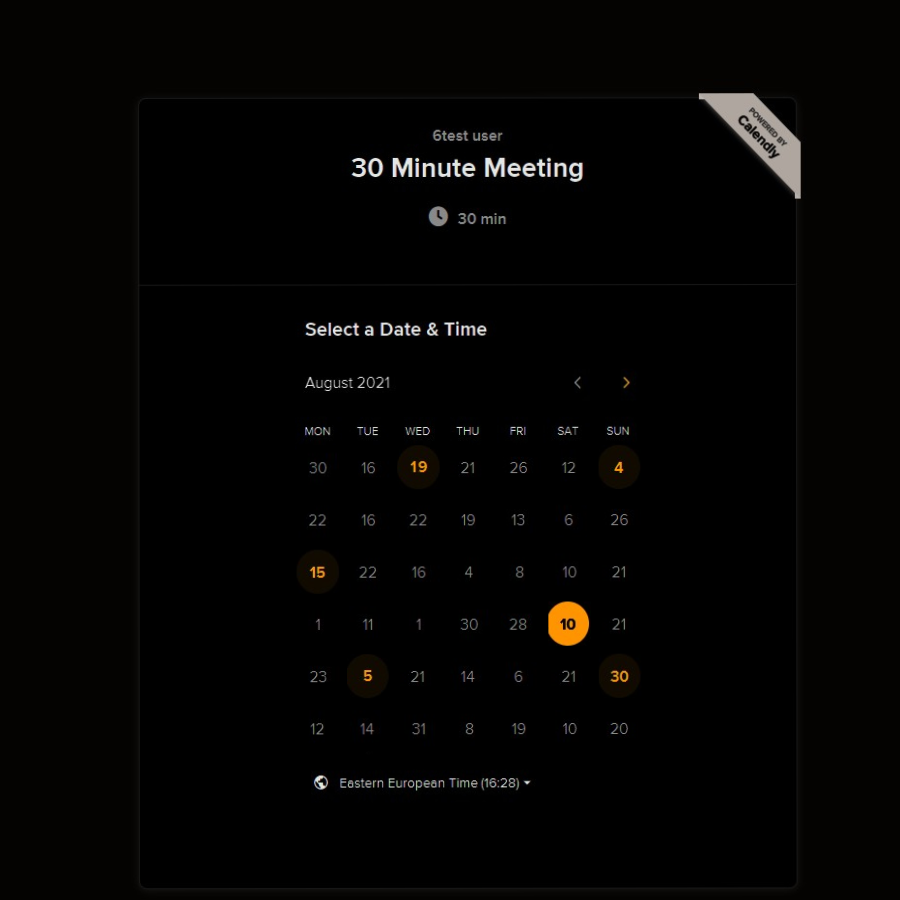 POWERED BY
Calendly
6test user
30 Minute Meeting
30 min
Select a Date & Time
August 2021
MON TUE WED THU FRI SAT SUN
30 16 19 21 26 12 4
22 16 22 19 13 6 26
15 22 16 4 8 10 21
1 11 1 30 28 10 21
23 5 21 14 6 21 30
12 14 31 8 19 10 20
Eastern European Time (16:28)